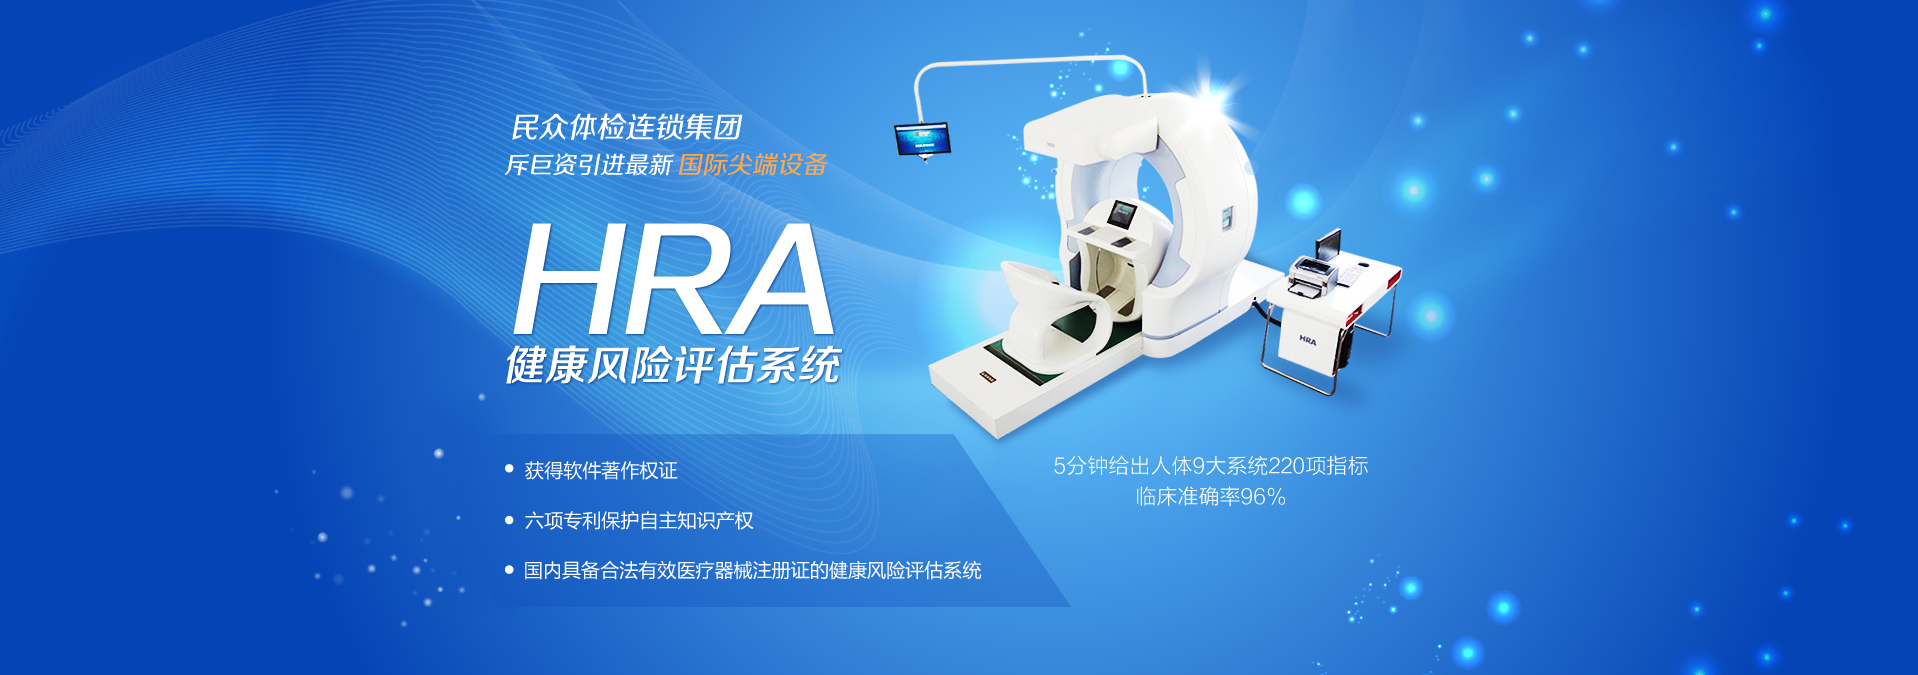 民众体检连锁集团
斥巨资引进最新 国际尖端设备
HRA
健康风险评估系统
获得软件著作权证
六项专利保护自主知识产权
国内具备合法有效医疗器械注册证的健康风险评估系统
5分钟给出人体9大系统220项指标
临床准确率96%
HRA